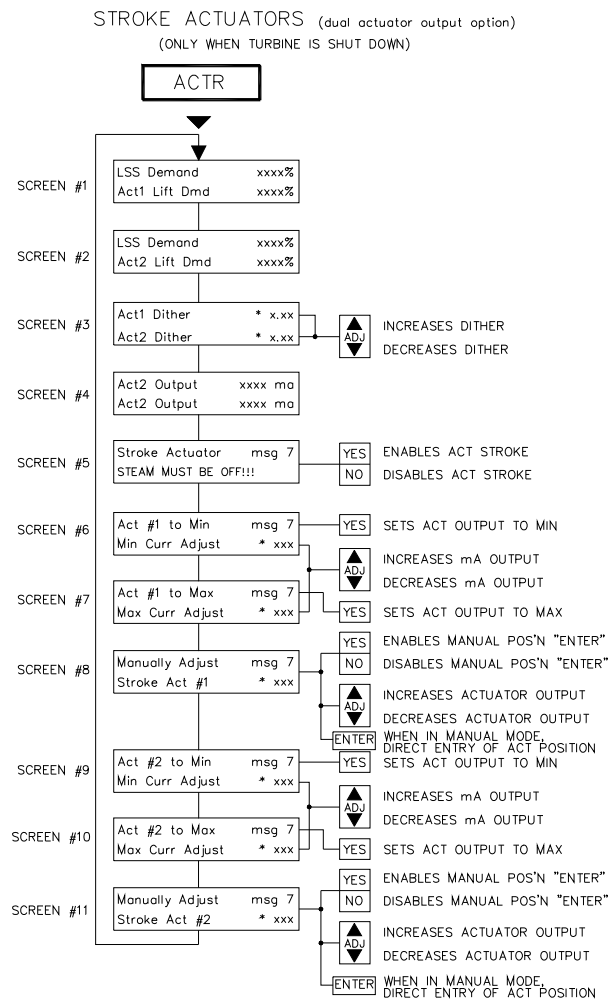 STROKE ACTUATORS (dual actuator output option)
(ONLY WHEN TURBINE IS SHUT DOWN)
ACTR
SCREEN #1
LSS Demand xxxx%
Act1 Lift Dmd xxxx%
SCREEN #2
LSS Demand xxxx%
Act2 Lift Dmd xxxx%
SCREEN #3
Act1 Dither * x.xx
Act2 Dither * x.xx
ADJ
INCREASES DITHER
DECREASES DITHER
SCREEN #4
Act2 Output xxxx ma
Act2 Output xxxx ma
SCREEN #5
Stroke Actuator msg 7
STEAM MUST BE OFF!!!
YES ENABLES ACT STROKE
NO DISABLES ACT STROKE
SCREEN #6
Act #1 to Min msg 7
Min Curr Adjust * xxx
YES SETS ACT OUTPUT TO MIN
ADJ
INCREASES mA OUTPUT
DECREASES mA OUTPUT
SCREEN #7
Act #1 to Max msg 7
Max Curr Adjust * xxx
YES SETS ACT OUTPUT TO MAX
SCREEN #8
Manually Adjust msg 7
Stroke Act #1 * xxx
YES ENABLES MANUAL POS'N "ENTER"
NO DISABLES MANUAL POS'N "ENTER"
ADJ
INCREASES ACTUATOR OUTPUT
DECREASES ACTUATOR OUTPUT
ENTER WHEN IN MANUAL MODE,
DIRECT ENTRY OF ACT POSITION
SCREEN #9
Act #2 to Min msg 7
Min Curr Adjust * xxx
YES SETS ACT OUTPUT TO MIN
ADJ
INCREASES mA OUTPUT
DECREASES mA OUTPUT
SCREEN #10
Act #2 to Max msg 7
Max Curr Adjust * xxx
YES SETS ACT OUTPUT TO MAX
SCREEN #11
Manually Adjust msg 7
Stroke Act #2 * xxx
YES ENABLES MANUAL POS'N "ENTER"
NO DISABLES MANUAL POS'N "ENTER"
ADJ
INCREASES ACTUATOR OUTPUT
DECREASES ACTUATOR OUTPUT
ENTER WHEN IN MANUAL MODE,
DIRECT ENTRY OF ACT POSITION